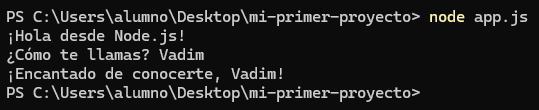 PS C:\Users\alumno\Desktop\mi-primer-proyecto> node app.js
¡Hola desde Node.js!
¿Cómo te llamas? Vadim
¡Encantado de conocerte, Vadim!
PS C:\Users\alumno\Desktop\mi-primer-proyecto>